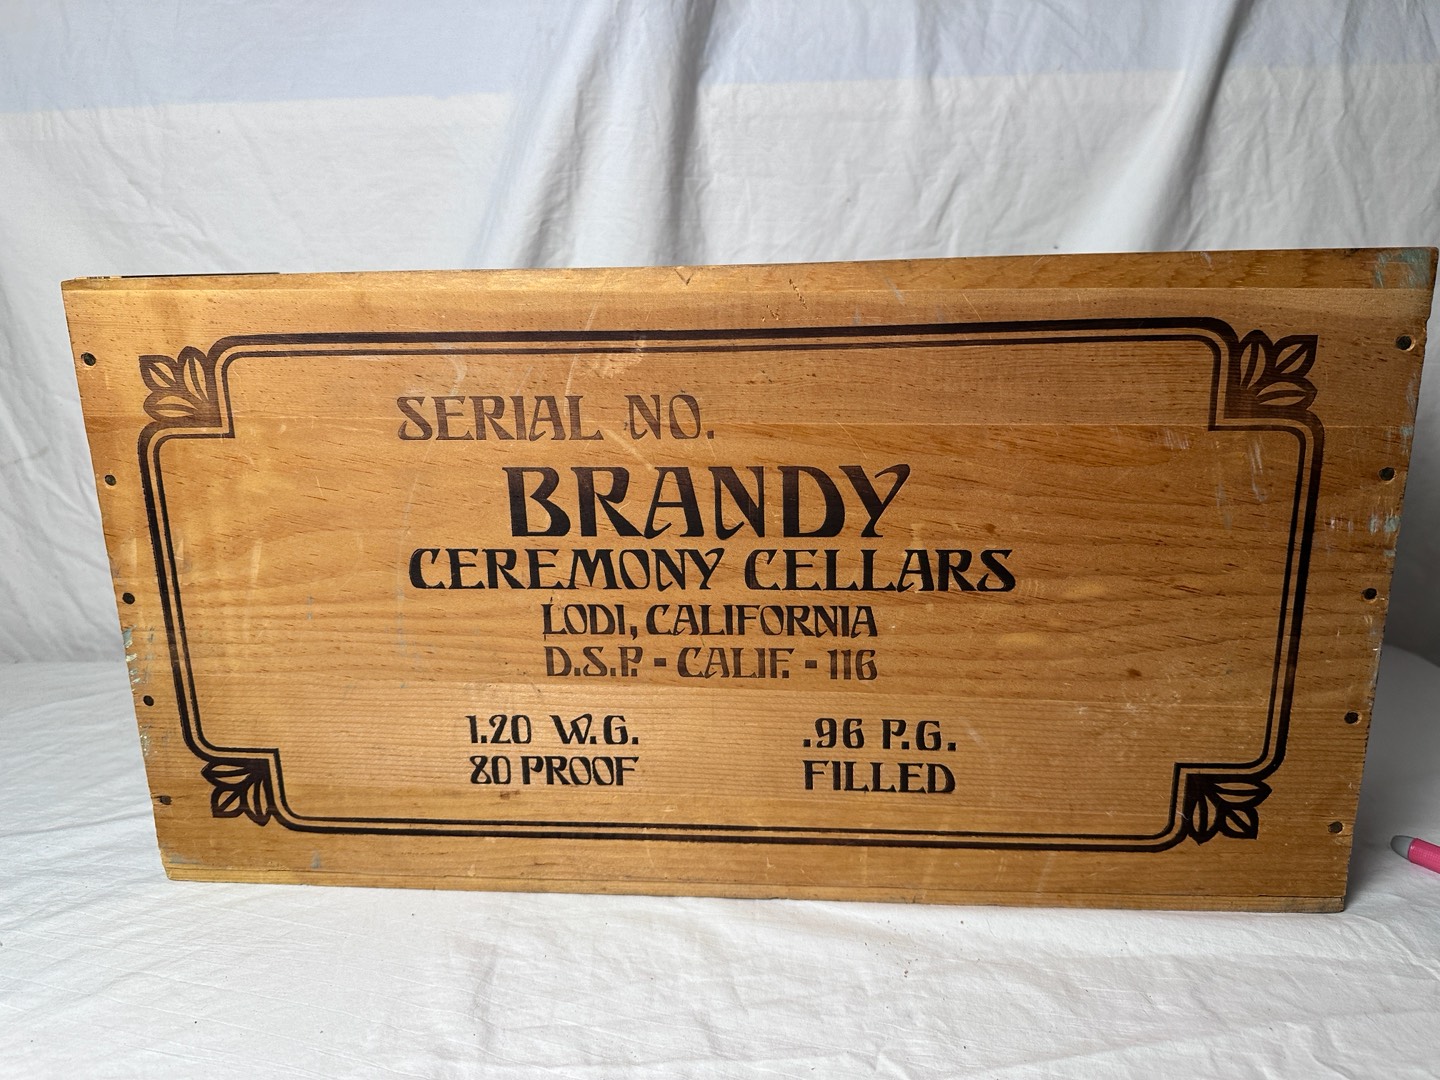 SERIAL NO.
BRANDY
CEREMONY CELLARS
LODI, CALIFORNIA
D.S.P. - CALIF. - 116
1.20 W.G. .96 P.G.
80 PROOF FILLED